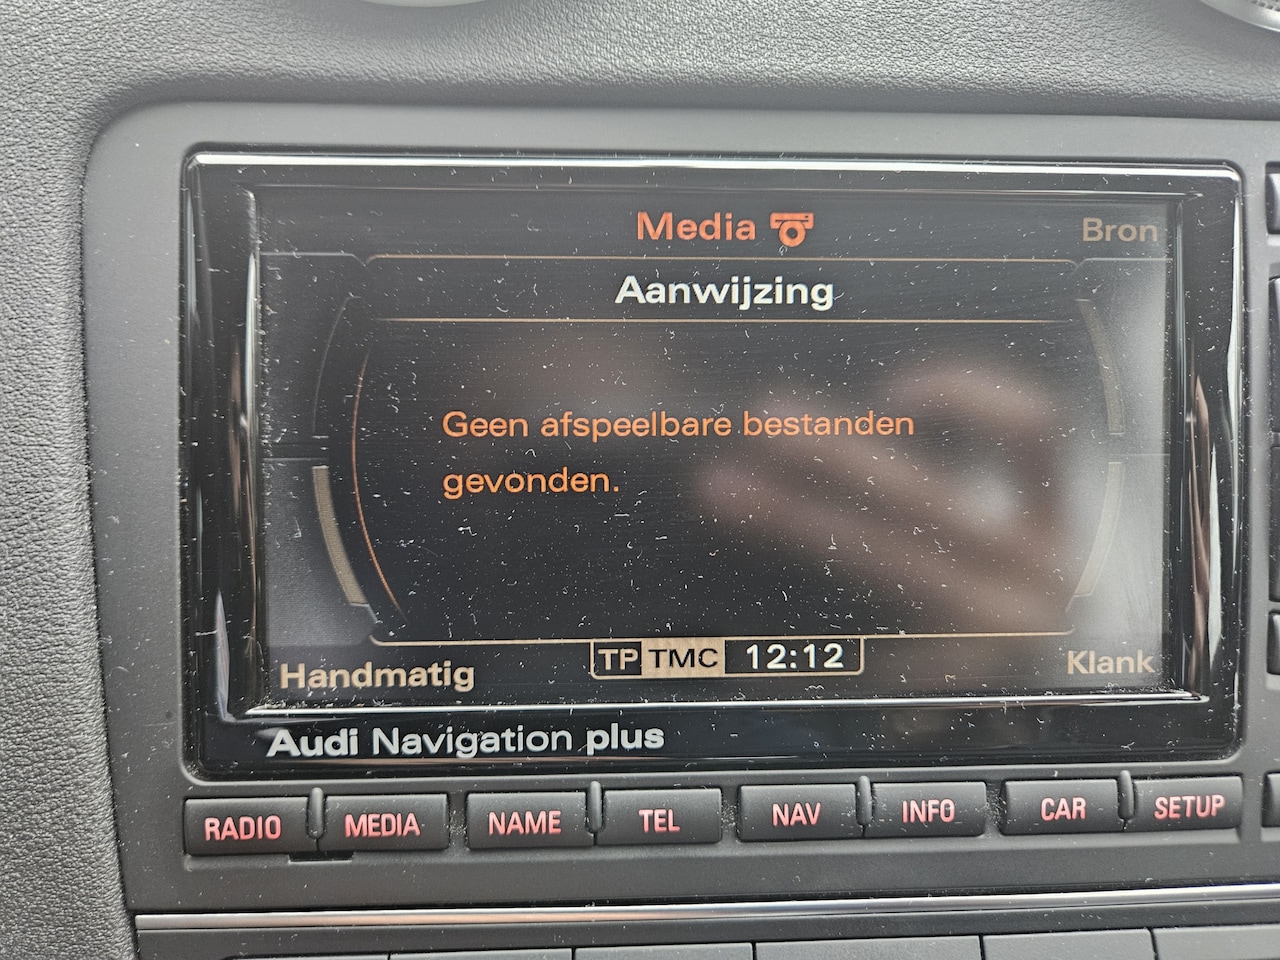 Media
Bron
Aanwijzing
Geen afspeelbare bestanden
gevonden.
Handmatig
TP TMC 12:12
Klank
Audi Navigation plus
RADIO MEDIA NAME TEL NAV INFO CAR SETUP